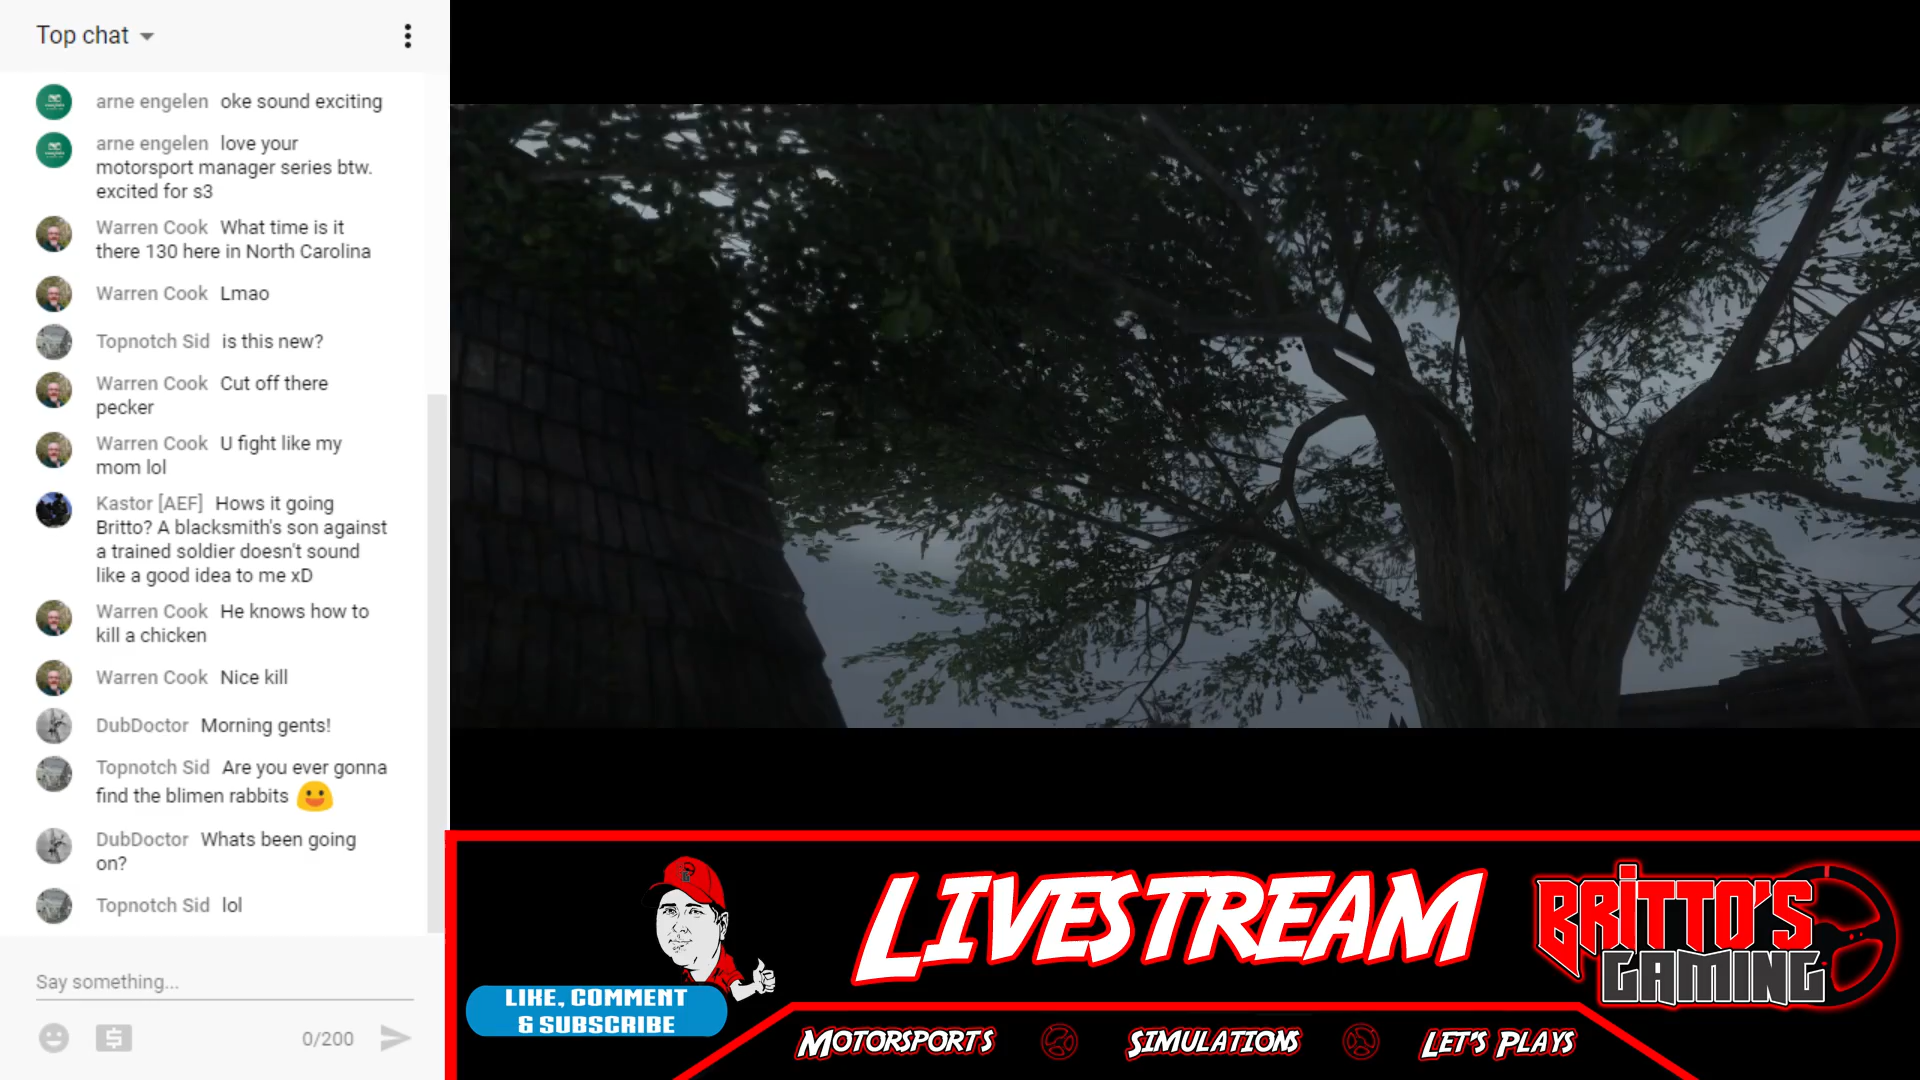 Top chat
arne engelen oke sound exciting
arne engelen love your
motorsport manager series btw.
excited for s3
Warren Cook What time is it
there 130 here in North Carolina
Warren Cook Lmao
Topnotch Sid is this new?
Warren Cook Cut off there
pecker
Warren Cook U fight like my
mom lol
Kastor [AEF] Hows it going
Britto? A blacksmith's son against
a trained soldier doesn't sound
like a good idea to me xD
Warren Cook He knows how to
kill a chicken
Warren Cook Nice kill
DubDoctor Morning gents!
Topnotch Sid Are you ever gonna
find the blimen rabbits
DubDoctor Whats been going
on?
Topnotch Sid lol
Say something...
0/200
LIKE, COMMENT
& SUBSCRIBE
LIVESTREAM
BRITTO'S
GAMING
MOTORSPORTS
SIMULATIONS
LET'S PLAYS